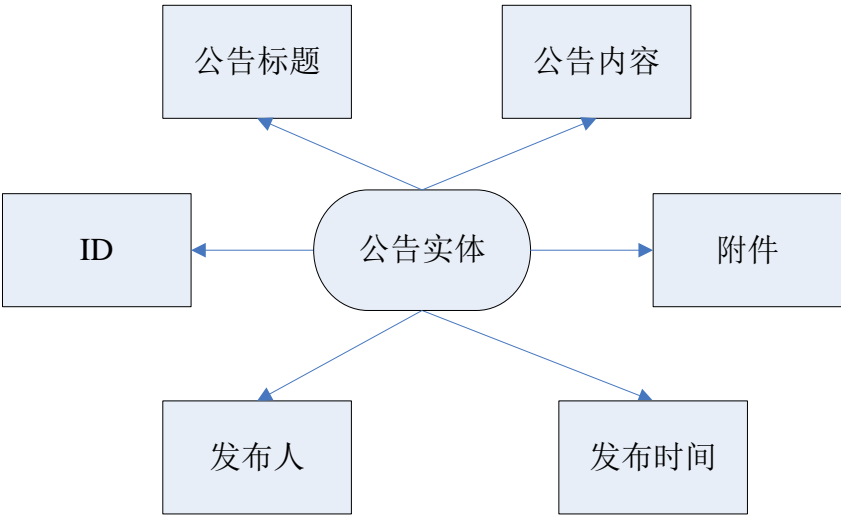 公告标题
公告内容
ID
公告实体
附件
发布人
发布时间